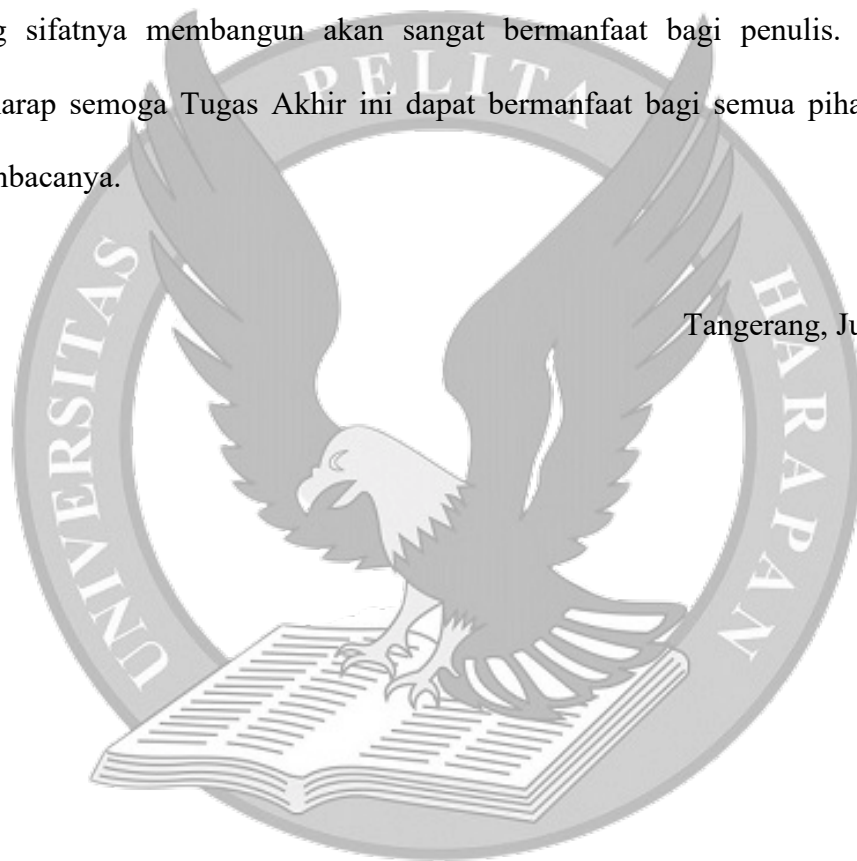 g sifatnya membangun akan sangat bermanfaat bagi penulis.
arap semoga Tugas Akhir ini dapat bermanfaat bagi semua piha
nbacanya.
Tangerang, Ju
UNIVERSITAS PELITA HARAPAN